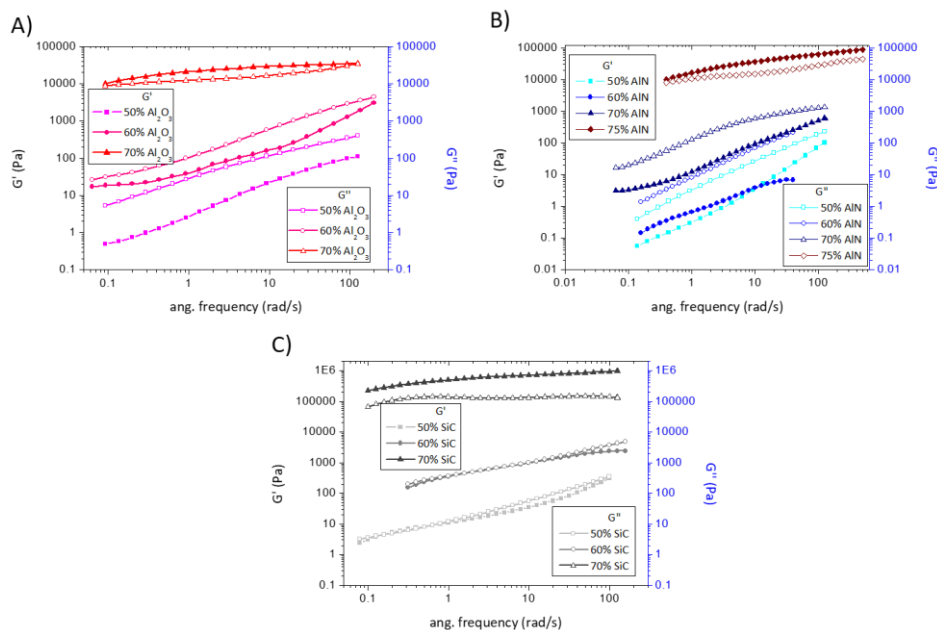 A)
100000
10000
1000
100
10
1
0.1
G' (Pa)
G'
50% Al₂O₃
60% Al₂O₃
70% Al₂O₃
G"
50% Al₂O₃
60% Al₂O₃
70% Al₂O₃
100000
10000
1000
100
10
1
0.1
G'' (Pa)
0.1 1 10 100
ang. frequency (rad/s)
B)
100000
10000
1000
100
10
1
0.1
0.01
G' (Pa)
G'
50% AlN
60% AlN
70% AlN
75% AlN
G"
50% AlN
60% AlN
70% AlN
75% AlN
100000
10000
1000
100
10
1
0.1
0.01
G'' (Pa)
0.01 0.1 1 10 100
ang. frequency (rad/s)
C)
1E6
100000
10000
1000
100
10
1
0.1
G' (Pa)
G'
50% SiC
60% SiC
70% SiC
G"
50% SiC
60% SiC
70% SiC
1E6
100000
10000
1000
100
10
1
0.1
G'' (Pa)
0.1 1 10 100
ang. frequency (rad/s)